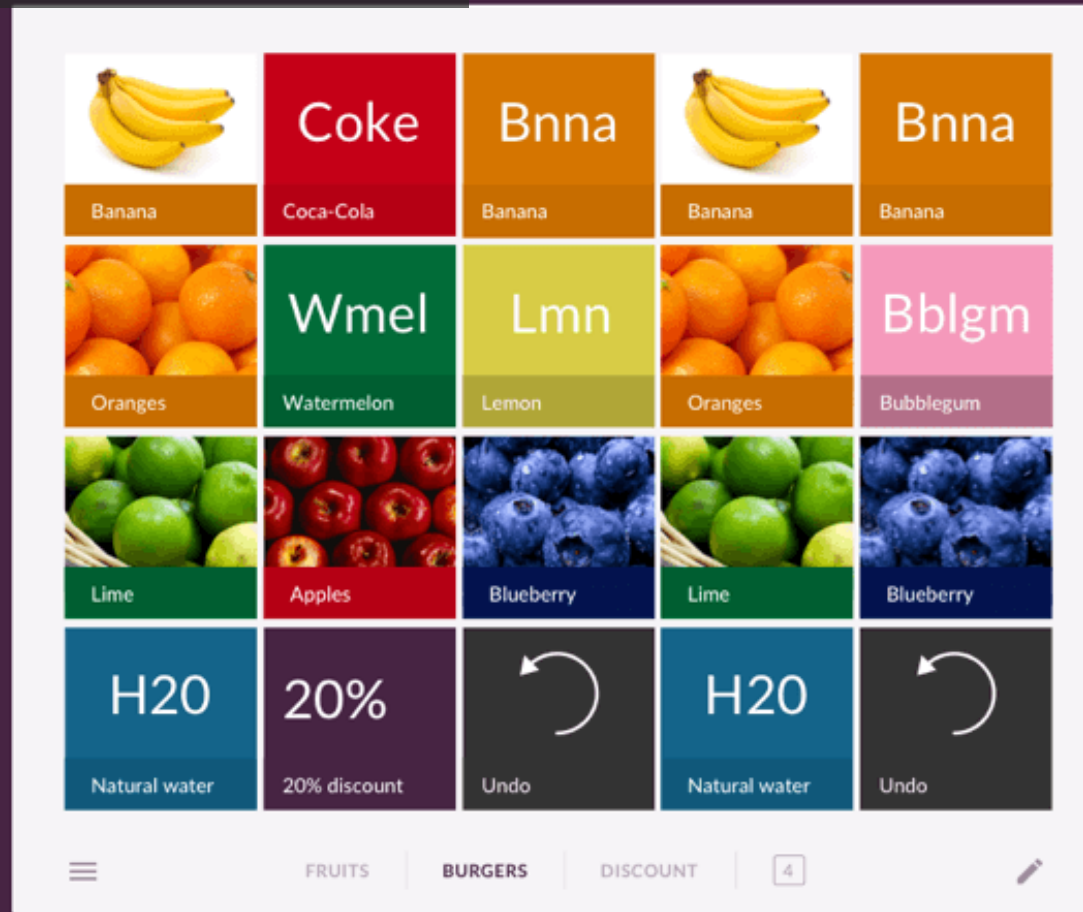 Banana
Coke
Coca-Cola
Bnna
Banana
Banana
Bnna
Banana
Oranges
Wmel
Watermelon
Lmn
Lemon
Oranges
Bblgm
Bubblegum
Lime
Apples
Blueberry
Lime
Blueberry
H20
Natural water
20%
20% discount
Undo
H20
Natural water
Undo
FRUITS
BURGERS
DISCOUNT
4